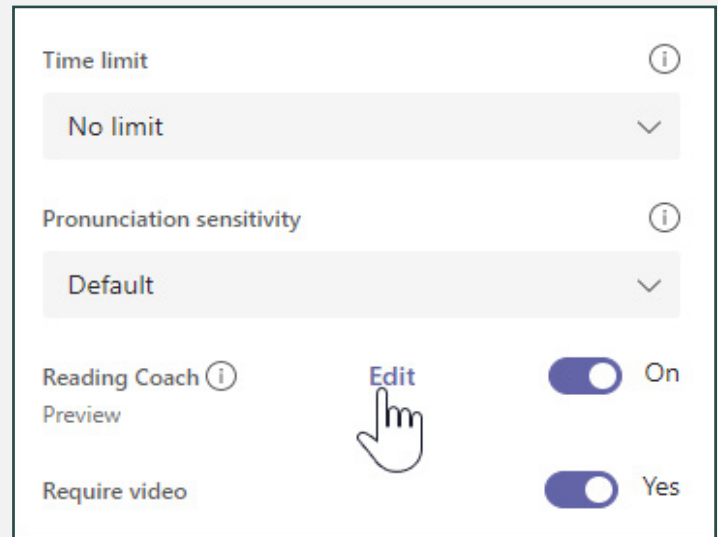 Time limit
No limit
Pronunciation sensitivity
Default
Reading Coach Edit On
Preview
Require video Yes